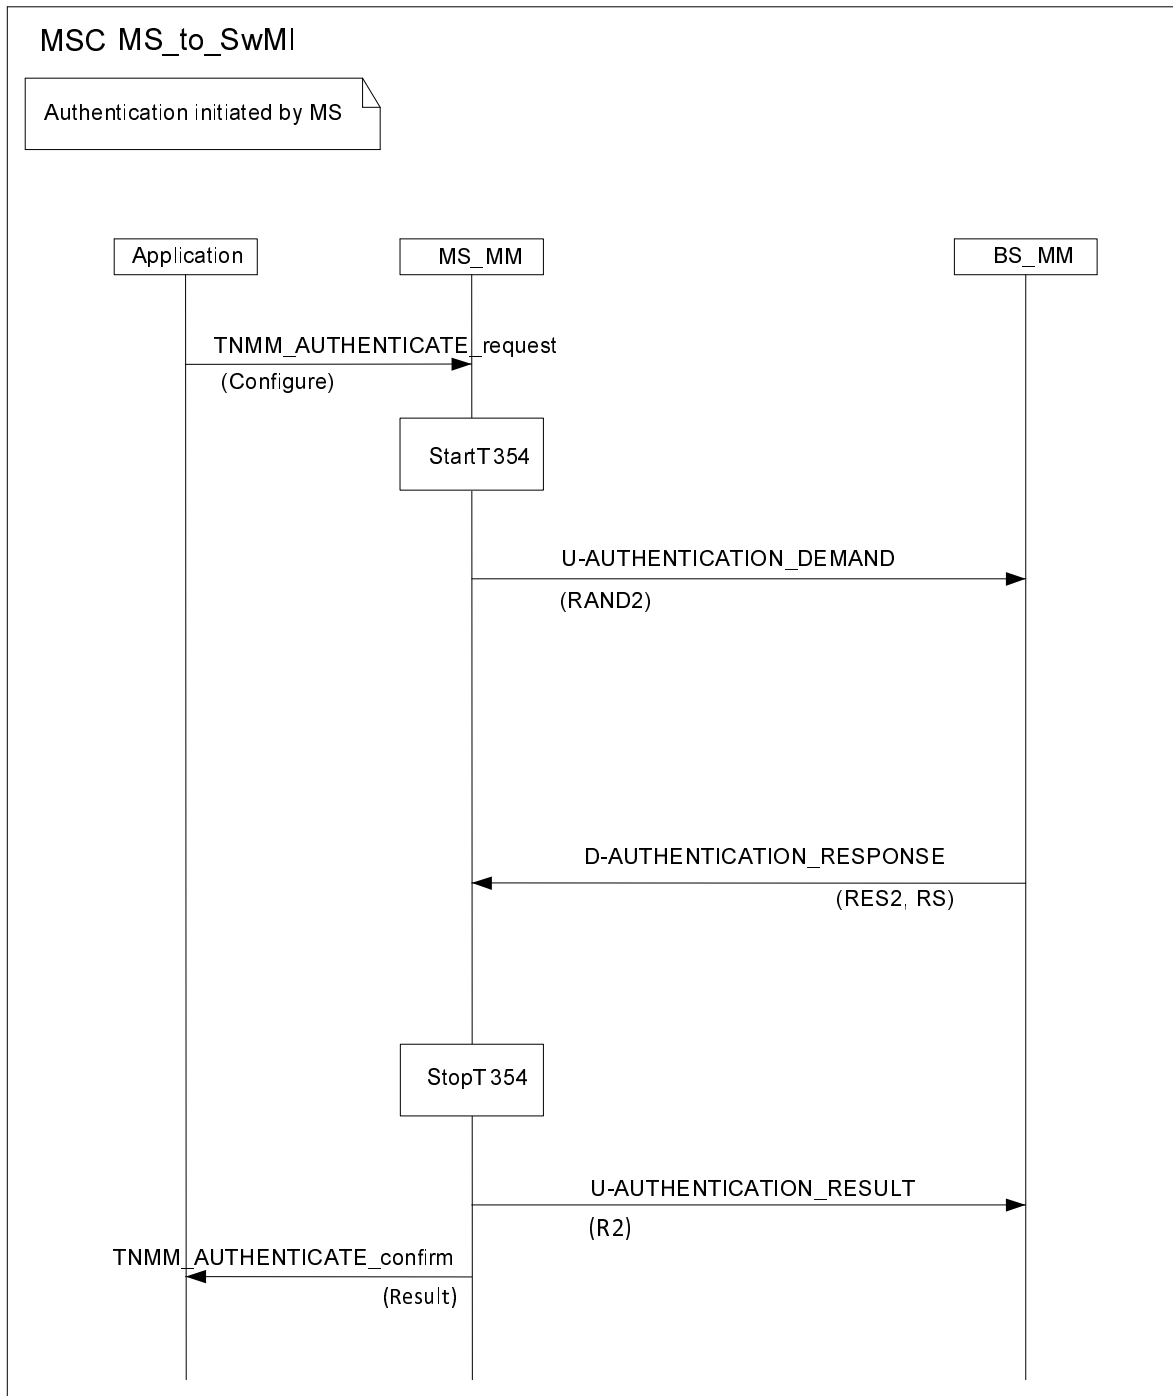 MSC MS_to_SwMI
Authentication initiated by MS
Application
MS_MM
BS_MM
TNMM_AUTHENTICATE_request
(Configure)
StartT354
U-AUTHENTICATION_DEMAND
(RAND2)
D-AUTHENTICATION_RESPONSE
(RES2, RS)
StopT354
U-AUTHENTICATION_RESULT
(R2)
TNMM_AUTHENTICATE_confirm
(Result)